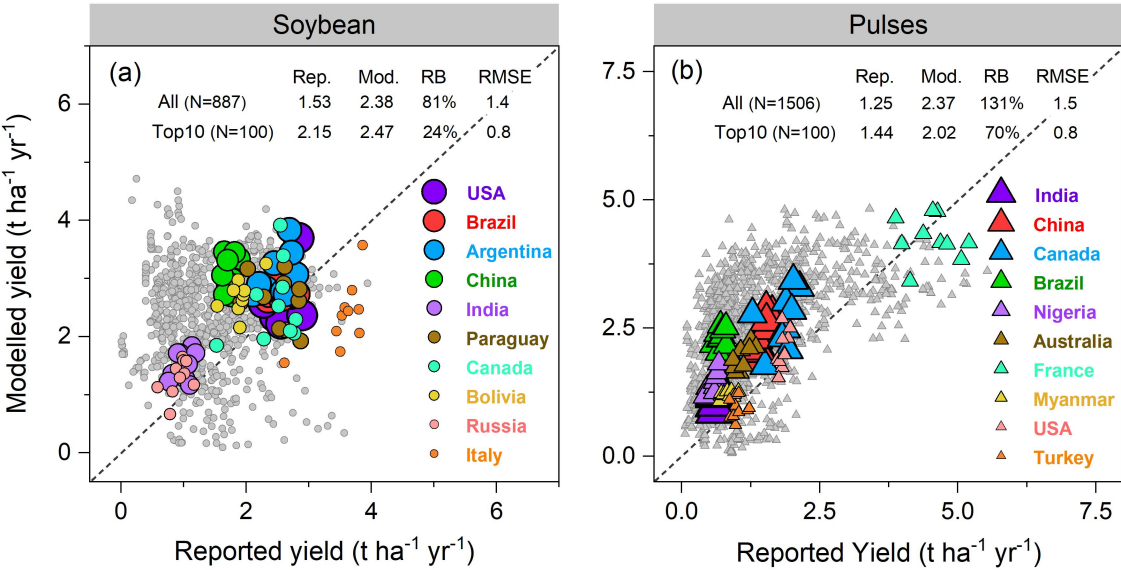 Soybean
(a)
Rep. Mod. RB RMSE
All (N=887) 1.53 2.38 81% 1.4
Top10 (N=100) 2.15 2.47 24% 0.8
USA
Brazil
Argentina
China
India
Paraguay
Canada
Bolivia
Russia
Italy
6
4
2
0
0 2 4 6
Modelled yield (t ha⁻¹ yr⁻¹)
Reported yield (t ha⁻¹ yr⁻¹)
Pulses
(b)
Rep. Mod. RB RMSE
All (N=1506) 1.25 2.37 131% 1.5
Top10 (N=100) 1.44 2.02 70% 0.8
India
China
Canada
Brazil
Nigeria
Australia
France
Myanmar
USA
Turkey
7.5
5.0
2.5
0.0
0.0 2.5 5.0 7.5
Reported Yield (t ha⁻¹ yr⁻¹)